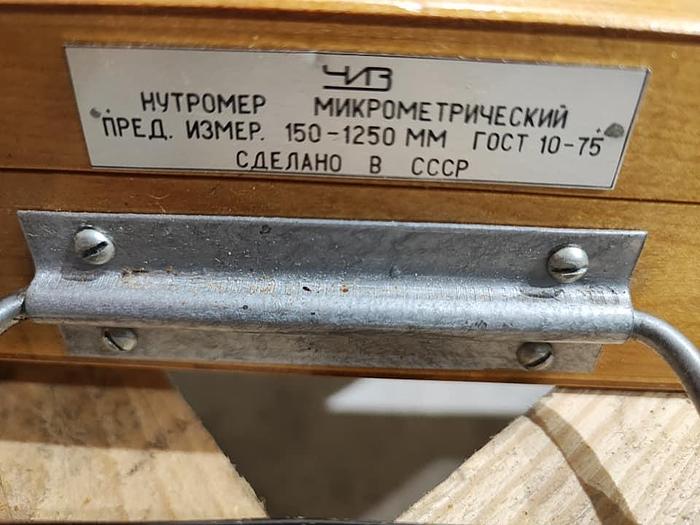 ЧИЗ
НУТРОМЕР МИКРОМЕТРИЧЕСКИЙ
ПРЕД. ИЗМЕР. 150-1250 ММ ГОСТ 10-75
СДЕЛАНО В СССР